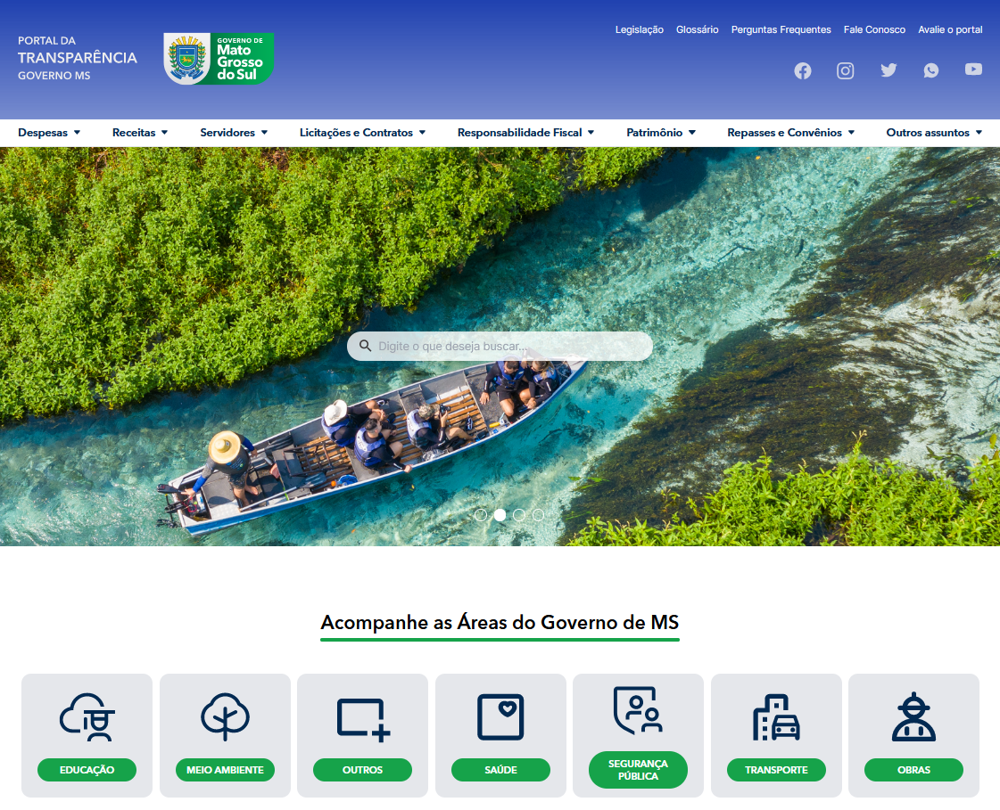 Legislação Glossário Perguntas Frequentes Fale Conosco Avalie o portal
PORTAL DA
TRANSPARÊNCIA
GOVERNO MS
GOVERNO DE
Mato
Grosso
do Sul
Despesas Receitas Servidores Licitações e Contratos Responsabilidade Fiscal Patrimônio Repasses e Convênios Outros assuntos
Digite o que deseja buscar...
Acompanhe as Áreas do Governo de MS
EDUCAÇÃO
MEIO AMBIENTE
OUTROS
SAÚDE
SEGURANÇA
PÚBLICA
TRANSPORTE
OBRAS